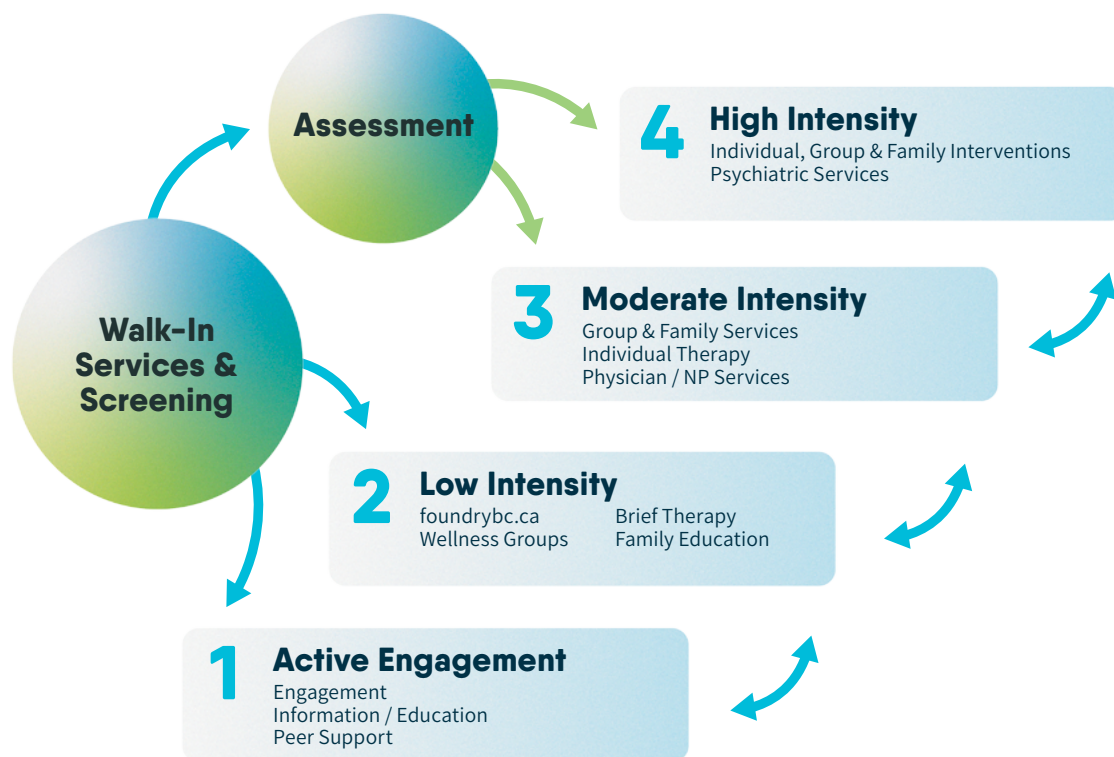 Assessment
4
High Intensity
Individual, Group & Family Interventions
Psychiatric Services
Walk-In
Services &
Screening
3
Moderate Intensity
Group & Family Services
Individual Therapy
Physician / NP Services
2
Low Intensity
foundrybc.ca
Wellness Groups
Brief Therapy
Family Education
1
Active Engagement
Engagement
Information / Education
Peer Support